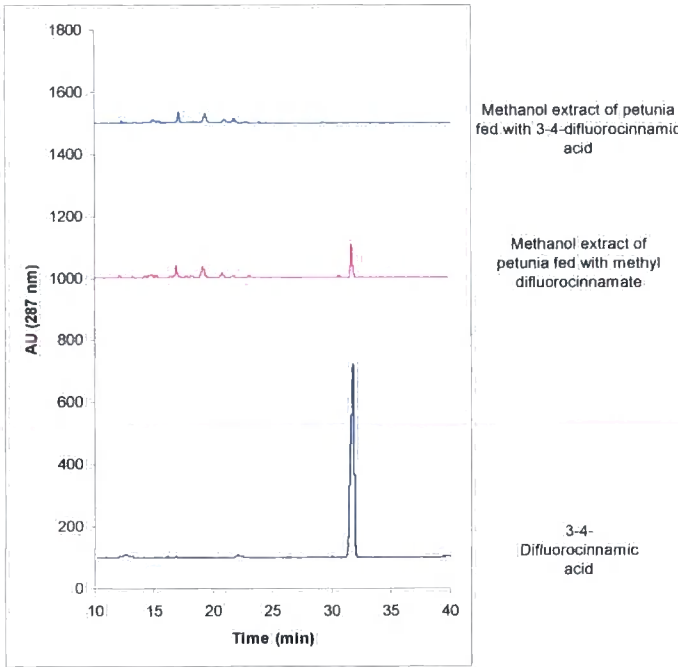 1800
1600
1400
1200
1000
800
600
400
200
0
AU (287 nm)
10 15 20 25 30 35 40
Time (min)
Methanol extract of petunia
fed with 3-4-difluorocinnamic
acid
Methanol extract of
petunia fed with methyl
difluorocinnamate
3-4-
Difluorocinnamic
acid